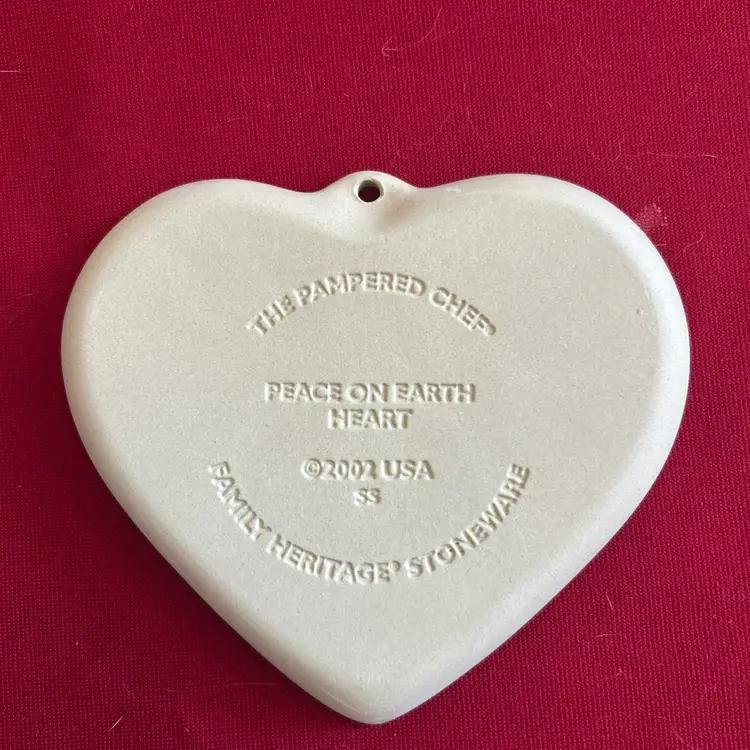 THE PAMPERED CHEF®
PEACE ON EARTH
HEART
©2002 USA
SS
FAMILY HERITAGE® STONEWARE